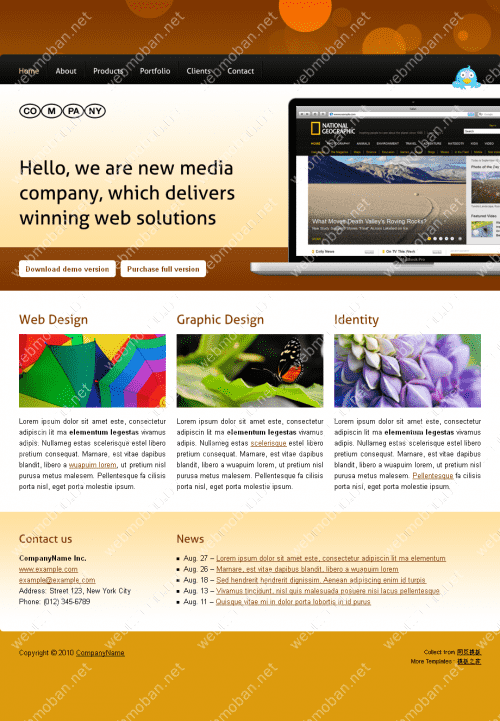 Home About Products Portfolio Clients Contact
CO M PA NY
Hello, we are new media
company, which delivers
winning web solutions
NATIONAL
GEOGRAPHIC
What Moves Death Valley's Roving Rocks?
Download demo version Purchase full version
Web Design
Lorem ipsum dolor sit amet este, consectetur
adipiscin lit ma elementum legestas vivamus
adipis. Nullameg estas scelerisque estel libero
pretium consequat. Mamare, est vitae dapibus
blandit, libero a wuapuim lorem, ut pretium nisl
purusa metus malesem. Pellentesque fa cilisis
porta nisl, eget porta molestie ipsum.
Graphic Design
Lorem ipsum dolor sit amet este, consectetur
adipiscin lit ma elementum legestas vivamus
adipis. Nullameg estas scelerisque estel libero
pretium consequat. Mamare, est vitae dapibus
blandit, libero a wuapuim lorem, ut pretium nisl
purusa metus malesem. Pellentesque fa cilisis
porta nisl, eget porta molestie ipsum.
Identity
Lorem ipsum dolor sit amet este, consectetur
adipiscin lit ma elementum legestas vivamus
adipis. Nullameg estas scelerisque estel libero
pretium consequat. Mamare, est vitae dapibus
blandit, libero a wuapuim lorem, ut pretium nisl
purusa metus malesem. Pellentesque fa cilisis
porta nisl, eget porta molestie ipsum.
Contact us
CompanyName Inc.
www.example.com
example@example.com
Address: Street 123, New York City
Phone: (012) 345-6789
News
Aug. 27 – Lorem ipsum dolor sit amet este, consectetur adipiscin lit ma elementum
Aug. 26 – Mamare, est vitae dapibus blandit, libero a wuapuim lorem
Aug. 18 – Sed hendrerit hendrerit dignissim. Aenean adipiscing enim id turpis
Aug. 13 – Vivamus tincidunt, nisl quis malesuada posuere nisi lacus pellentesque
Aug. 11 – Quisque vitae mi in dolor porta lobortis in id purus
Copyright © 2010 CompanyName
Collect from 网页模板
More Templates 模板之家
webmoban.net